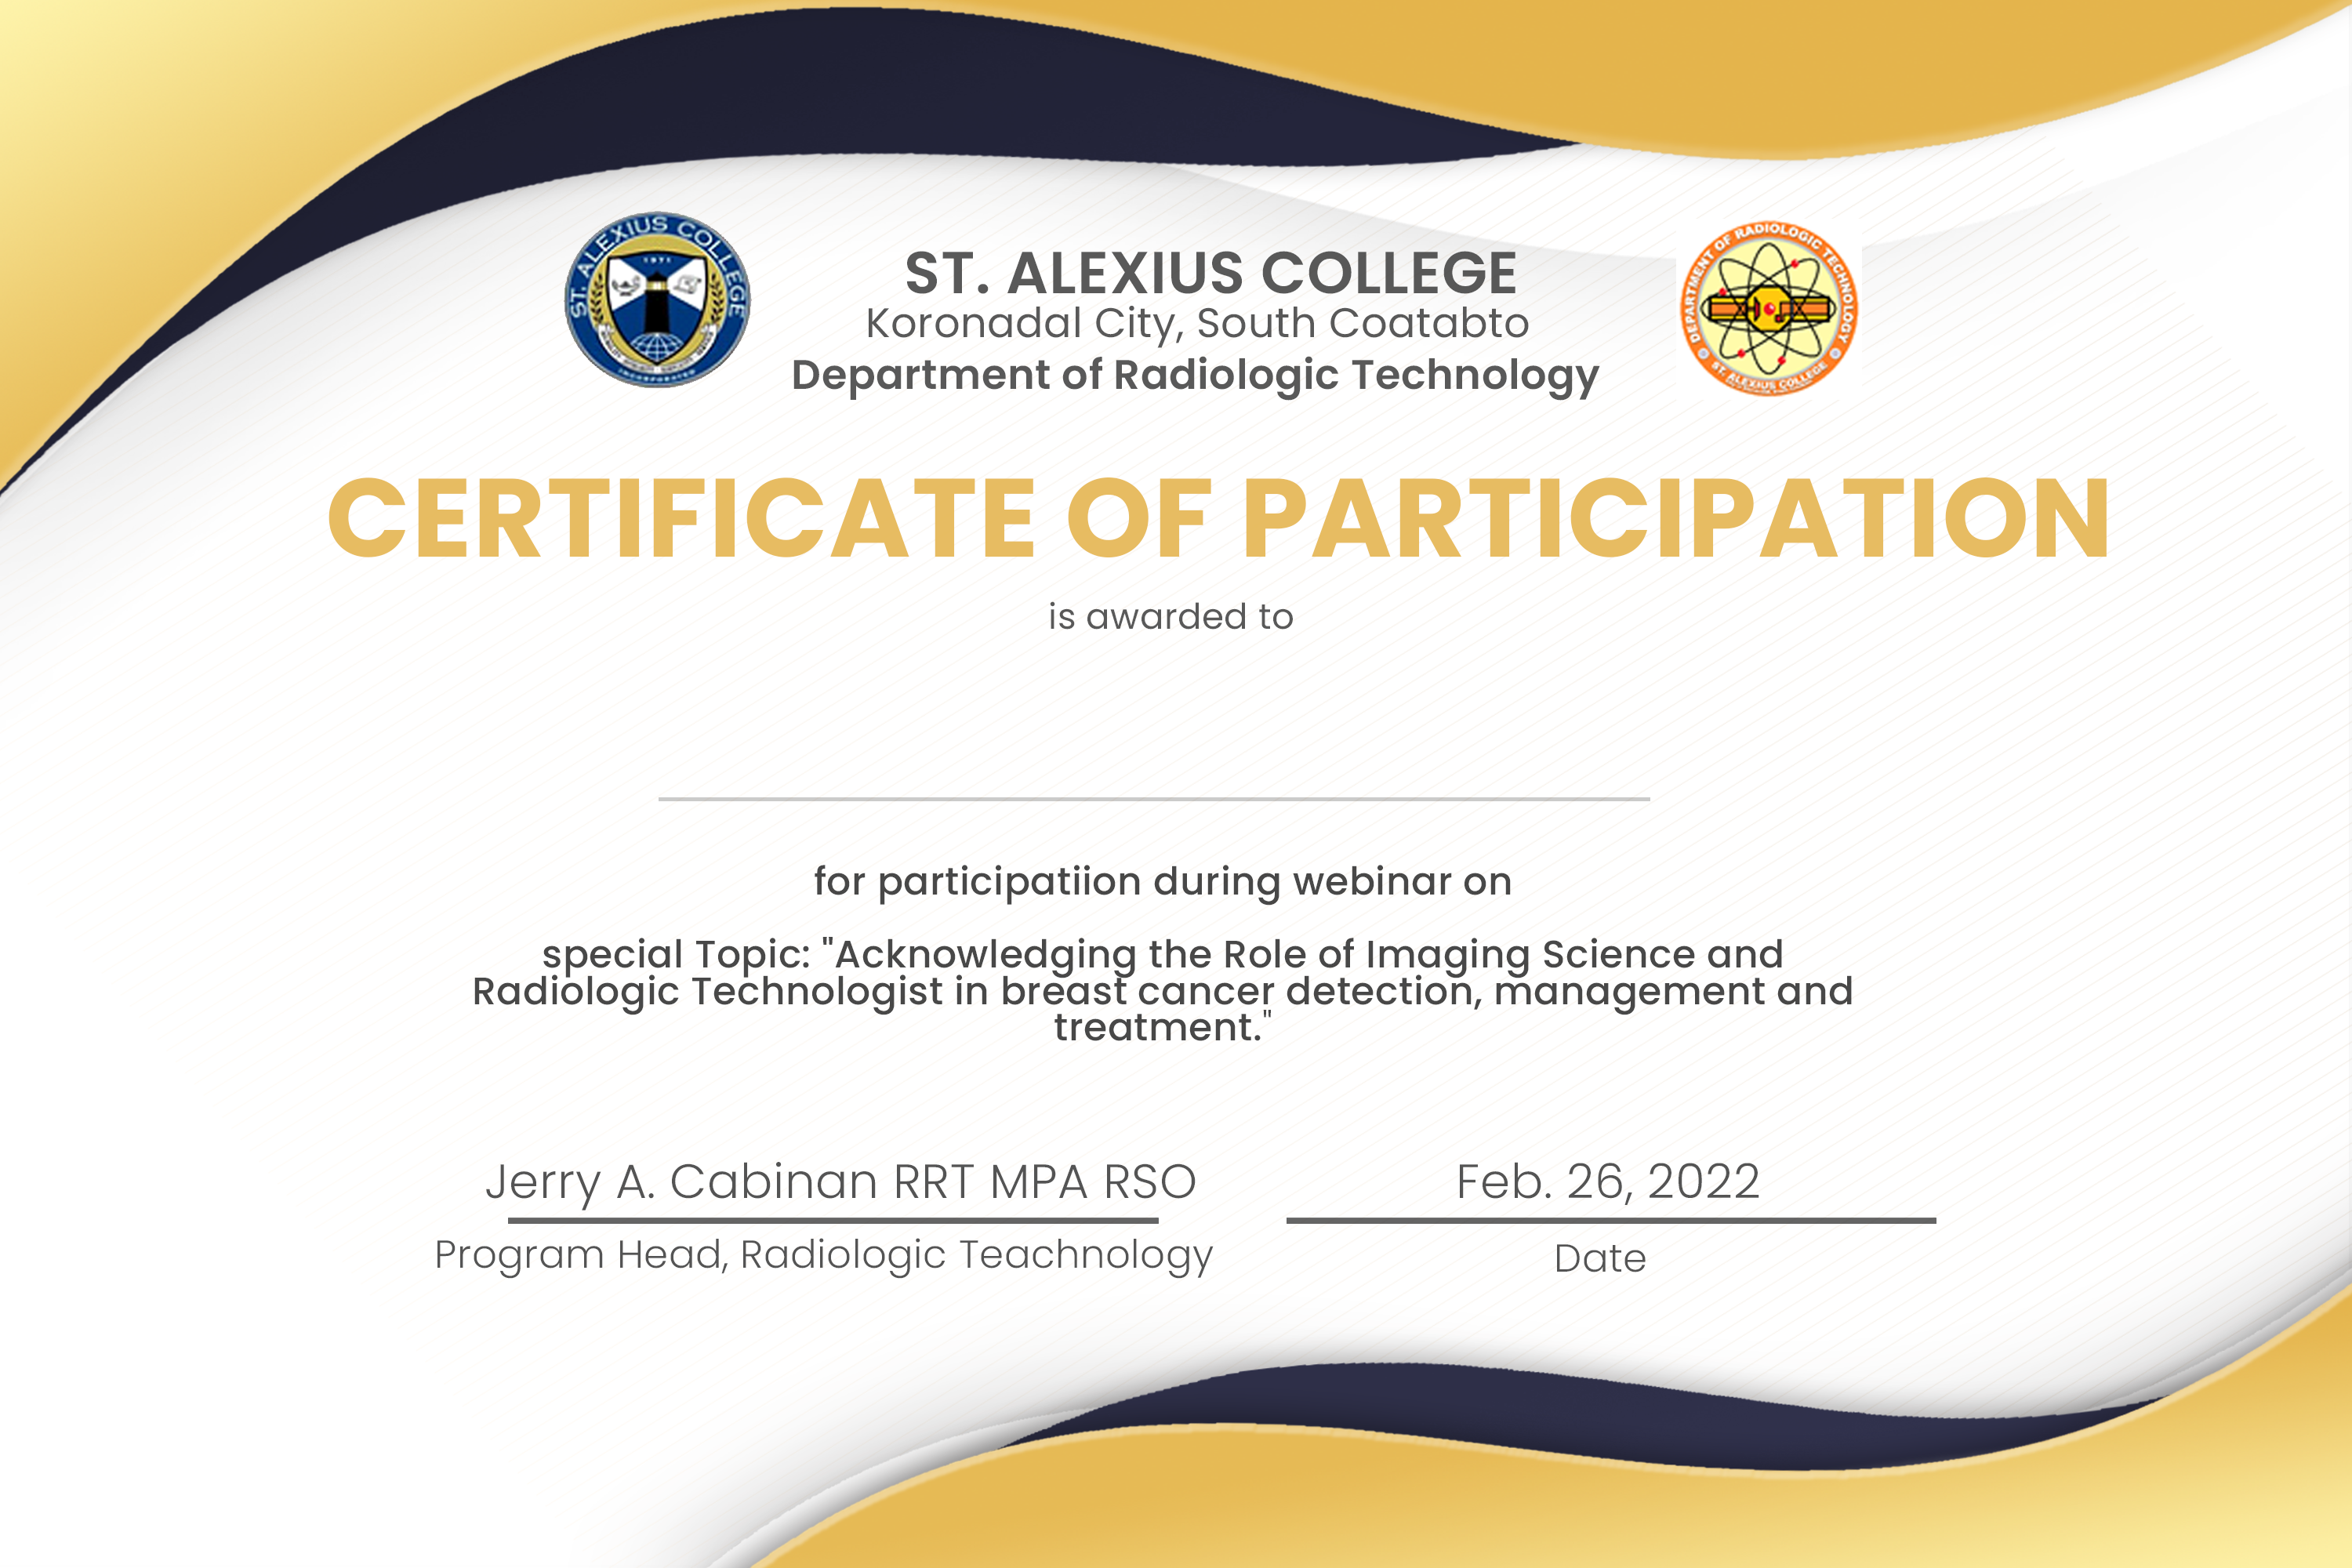 ST. ALEXIUS COLLEGE
1971
INCORPORATED
DEPARTMENT OF RADIOLOGIC TECHNOLOGY
ST. ALEXIUS COLLEGE
ST. ALEXIUS COLLEGE
Koronadal City, South Coatabto
Department of Radiologic Technology
CERTIFICATE OF PARTICIPATION
is awarded to
for participatiion during webinar on
special Topic: "Acknowledging the Role of Imaging Science and
Radiologic Technologist in breast cancer detection, management and
treatment."
Jerry A. Cabinan RRT MPA RSO
Feb. 26, 2022
Program Head, Radiologic Teachnology
Date